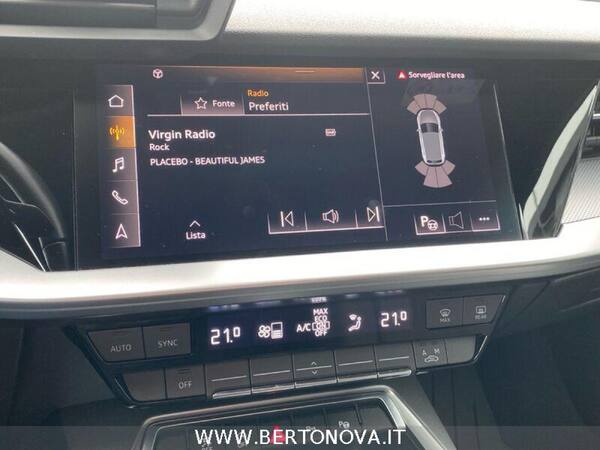 Sorvegliare l'area
Radio
Fonte
Preferiti
Virgin Radio
Rock
PLACEBO - BEAUTIFUL JAMES
Lista
MAX
ECO
21.0
A/C
ON
21.0
OFF
MAX
REAR
AUTO
SYNC
A M
OFF
WWW.BERTONOVA.IT